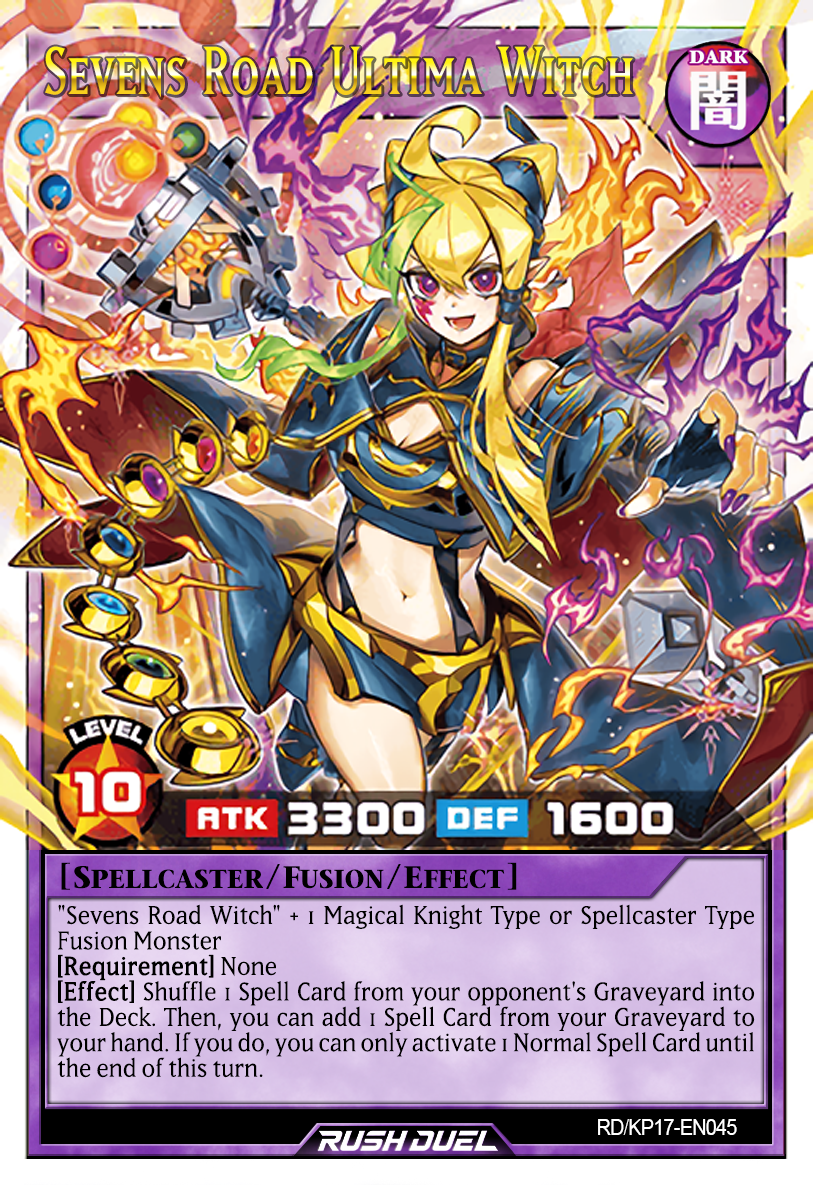 SEVENS ROAD ULTIMA WITCH
DARK
闇
LEVEL
10
ATK 3300 DEF 1600
[SPELLCASTER/FUSION/EFFECT]
"Sevens Road Witch" + 1 Magical Knight Type or Spellcaster Type
Fusion Monster
[Requirement] None
[Effect] Shuffle 1 Spell Card from your opponent's Graveyard into
the Deck. Then, you can add 1 Spell Card from your Graveyard to
your hand. If you do, you can only activate 1 Normal Spell Card until
the end of this turn.
RD/KP17-EN045
RUSH DUEL